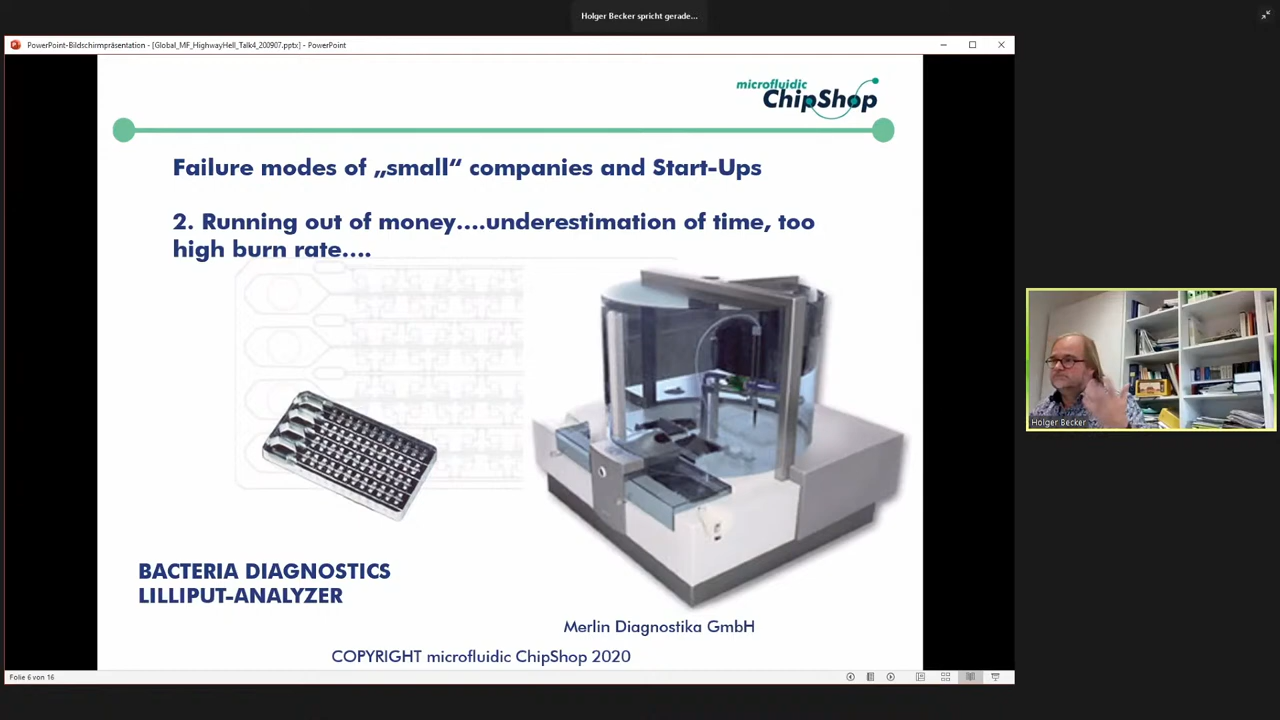 Holger Becker spricht gerade...
PowerPoint-Bildschirmpräsentation - [Global_MF_HighwayHell_Talk4_200907.pptx] - PowerPoint
microfluidic
ChipShop
Failure modes of „small“ companies and Start-Ups
2. Running out of money….underestimation of time, too
high burn rate….
BACTERIA DIAGNOSTICS
LILLIPUT-ANALYZER
Merlin Diagnostika GmbH
COPYRIGHT microfluidic ChipShop 2020
Folie 6 von 16
Holger Becker